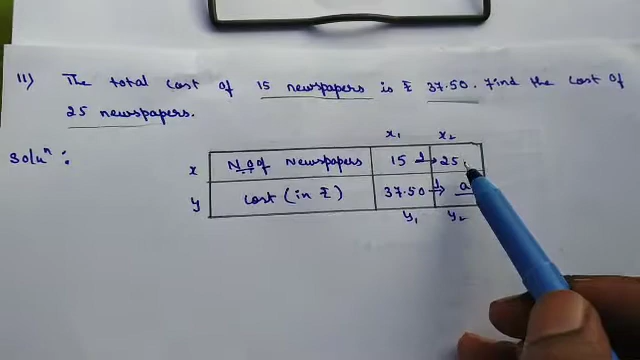 11) The total cost of 15 newspapers is ₹ 37.50. Find the cost of
25 newspapers.
Soluⁿ :
x₁ x₂
x No of Newspapers 15 25
y Cost (in ₹) 37.50 a
y₁ y₂